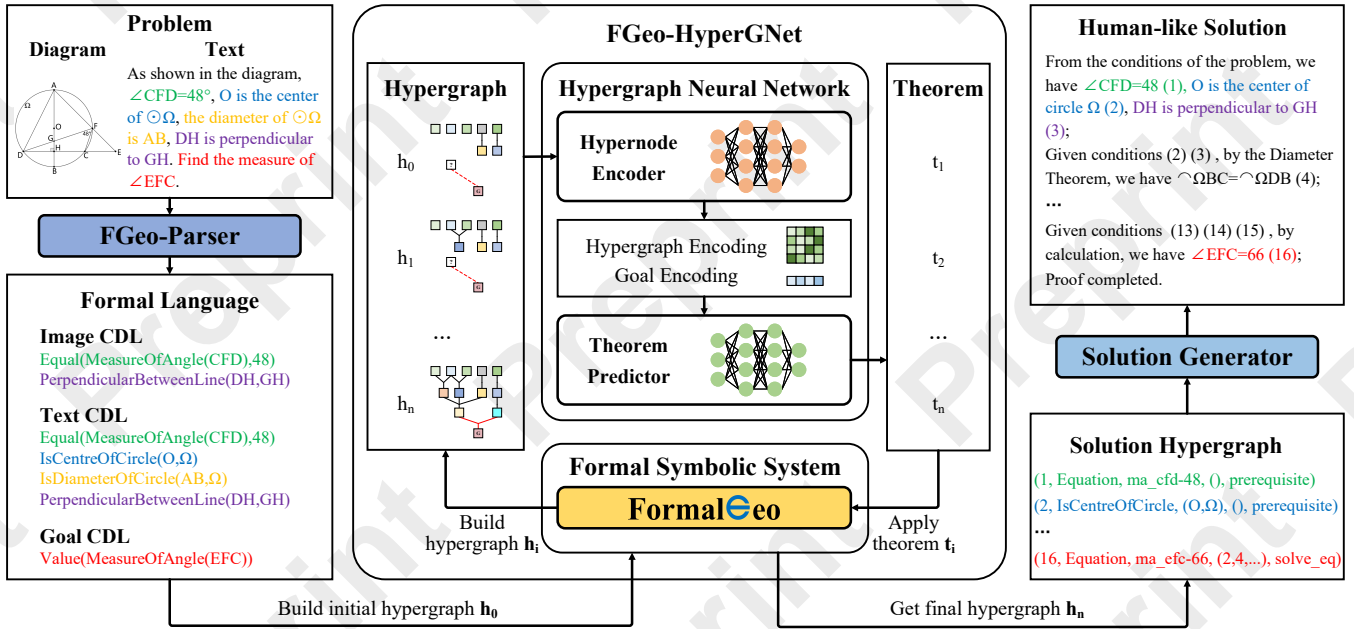 Problem
Diagram
Text
A
Ω
O
G
H
F
48°
D
C
E
B
As shown in the diagram,
∠CFD=48°, O is the center
of ⊙Ω, the diameter of ⊙Ω
is AB, DH is perpendicular
to GH. Find the measure of
∠EFC.
FGeo-Parser
Formal Language
Image CDL
Equal(MeasureOfAngle(CFD),48)
PerpendicularBetweenLine(DH,GH)
Text CDL
Equal(MeasureOfAngle(CFD),48)
IsCentreOfCircle(O,Ω)
IsDiameterOfCircle(AB,Ω)
PerpendicularBetweenLine(DH,GH)
Goal CDL
Value(MeasureOfAngle(EFC))
FGeo-HyperGNet
Hypergraph
h0
?
G
h1
?
G
...
hn
G
Hypergraph Neural Network
Hypernode
Encoder
Hypergraph Encoding
Goal Encoding
Theorem
Predictor
Theorem
t1
t2
...
tn
Formal Symbolic System
FormalGeo
Build
hypergraph hi
Apply
theorem ti
Build initial hypergraph h0
Get final hypergraph hn
Human-like Solution
From the conditions of the problem, we
have ∠CFD=48 (1), O is the center of
circle Ω (2), DH is perpendicular to GH
(3);
Given conditions (2) (3) , by the Diameter
Theorem, we have ⌒ΩBC=⌒ΩDB (4);
...
Given conditions (13) (14) (15) , by
calculation, we have ∠EFC=66 (16);
Proof completed.
Solution Generator
Solution Hypergraph
(1, Equation, ma_cfd-48, (), prerequisite)
(2, IsCentreOfCircle, (O,Ω), (), prerequisite)
...
(16, Equation, ma_efc-66, (2,4,...), solve_eq)
Preprint